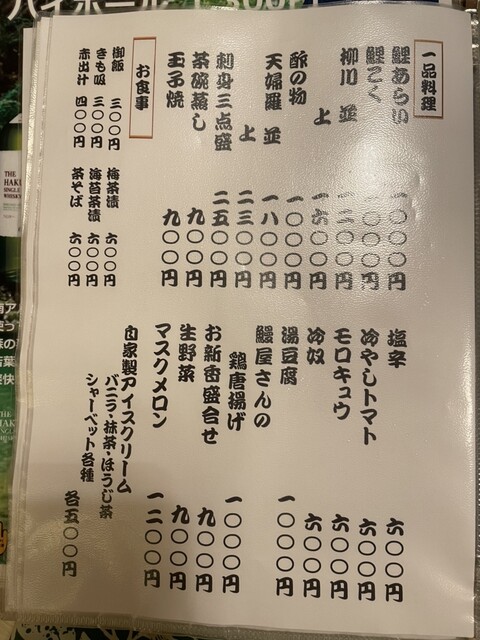 ハイボール
一品料理
鯉あらい 一〇〇〇円
鯉こく 一〇〇〇円
柳川 並 〇〇円
上 一六〇〇円
酢の物 一〇〇〇円
天婦羅 並 一八〇〇円
上 二三〇〇円
刺身三点盛 二五〇〇円
茶碗蒸し 九〇〇円
玉子焼 九〇〇円
お食事
御飯 三〇〇円
きも吸 三〇〇円
赤出汁 四〇〇円
梅茶漬 六〇〇円
海苔茶漬 六〇〇円
茶そば 六〇〇円
塩辛 六〇〇円
冷やしトマト 六〇〇円
モロキュウ 六〇〇円
冷奴 六〇〇円
湯豆腐 一〇〇〇円
鰻屋さんの
鶏唐揚げ 一〇〇〇円
お新香盛合せ 九〇〇円
生野菜 九〇〇円
マスクメロン 一二〇〇円
自家製アイスクリーム
バニラ・抹茶・ほうじ茶
シャーベット各種 各五〇〇円
THE
HAKU